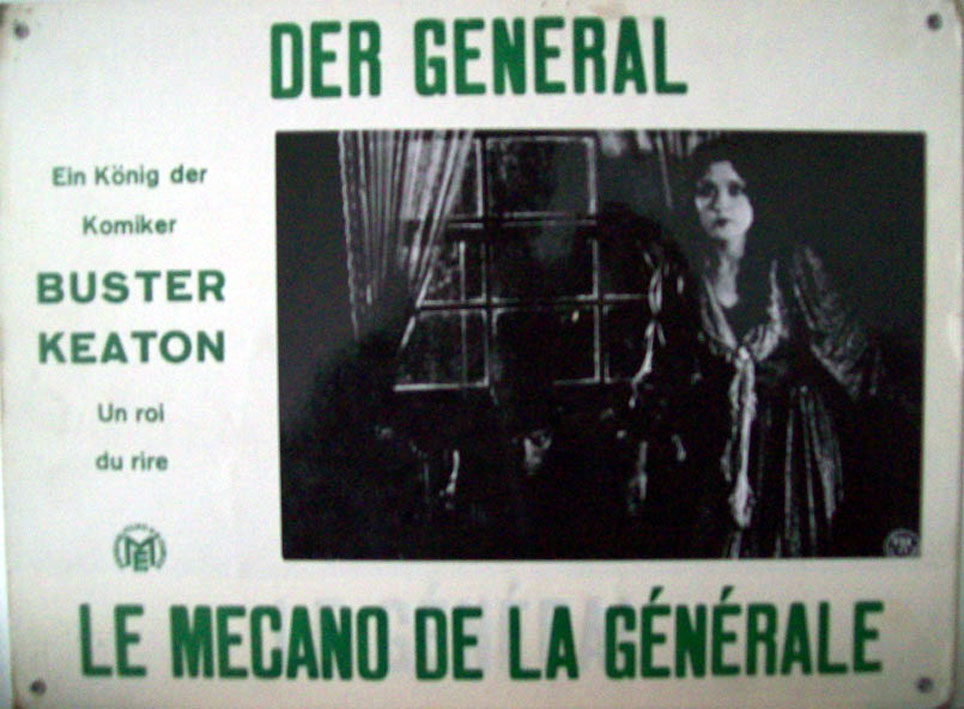 DER GENERAL
Ein König der
Komiker
BUSTER
KEATON
Un roi
du rire
LE MECANO DE LA GÉNÉRALE